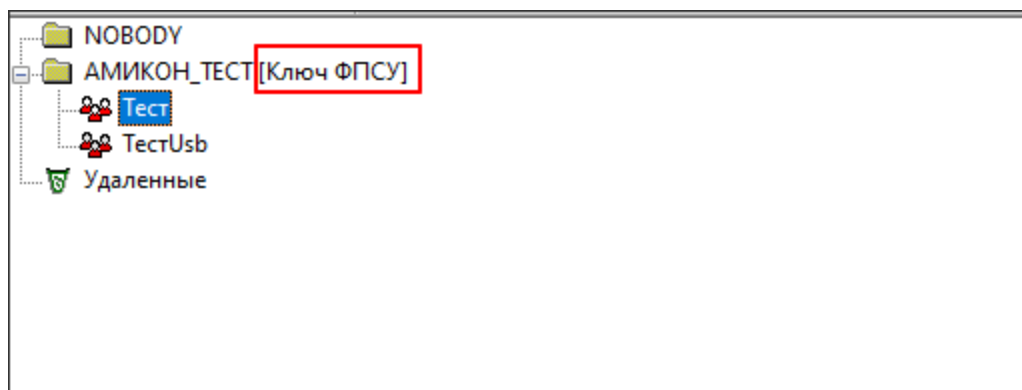 NOBODY
АМИКОН_ТЕСТ [Ключ ФПСУ]
Тест
ТестUsb
Удаленные